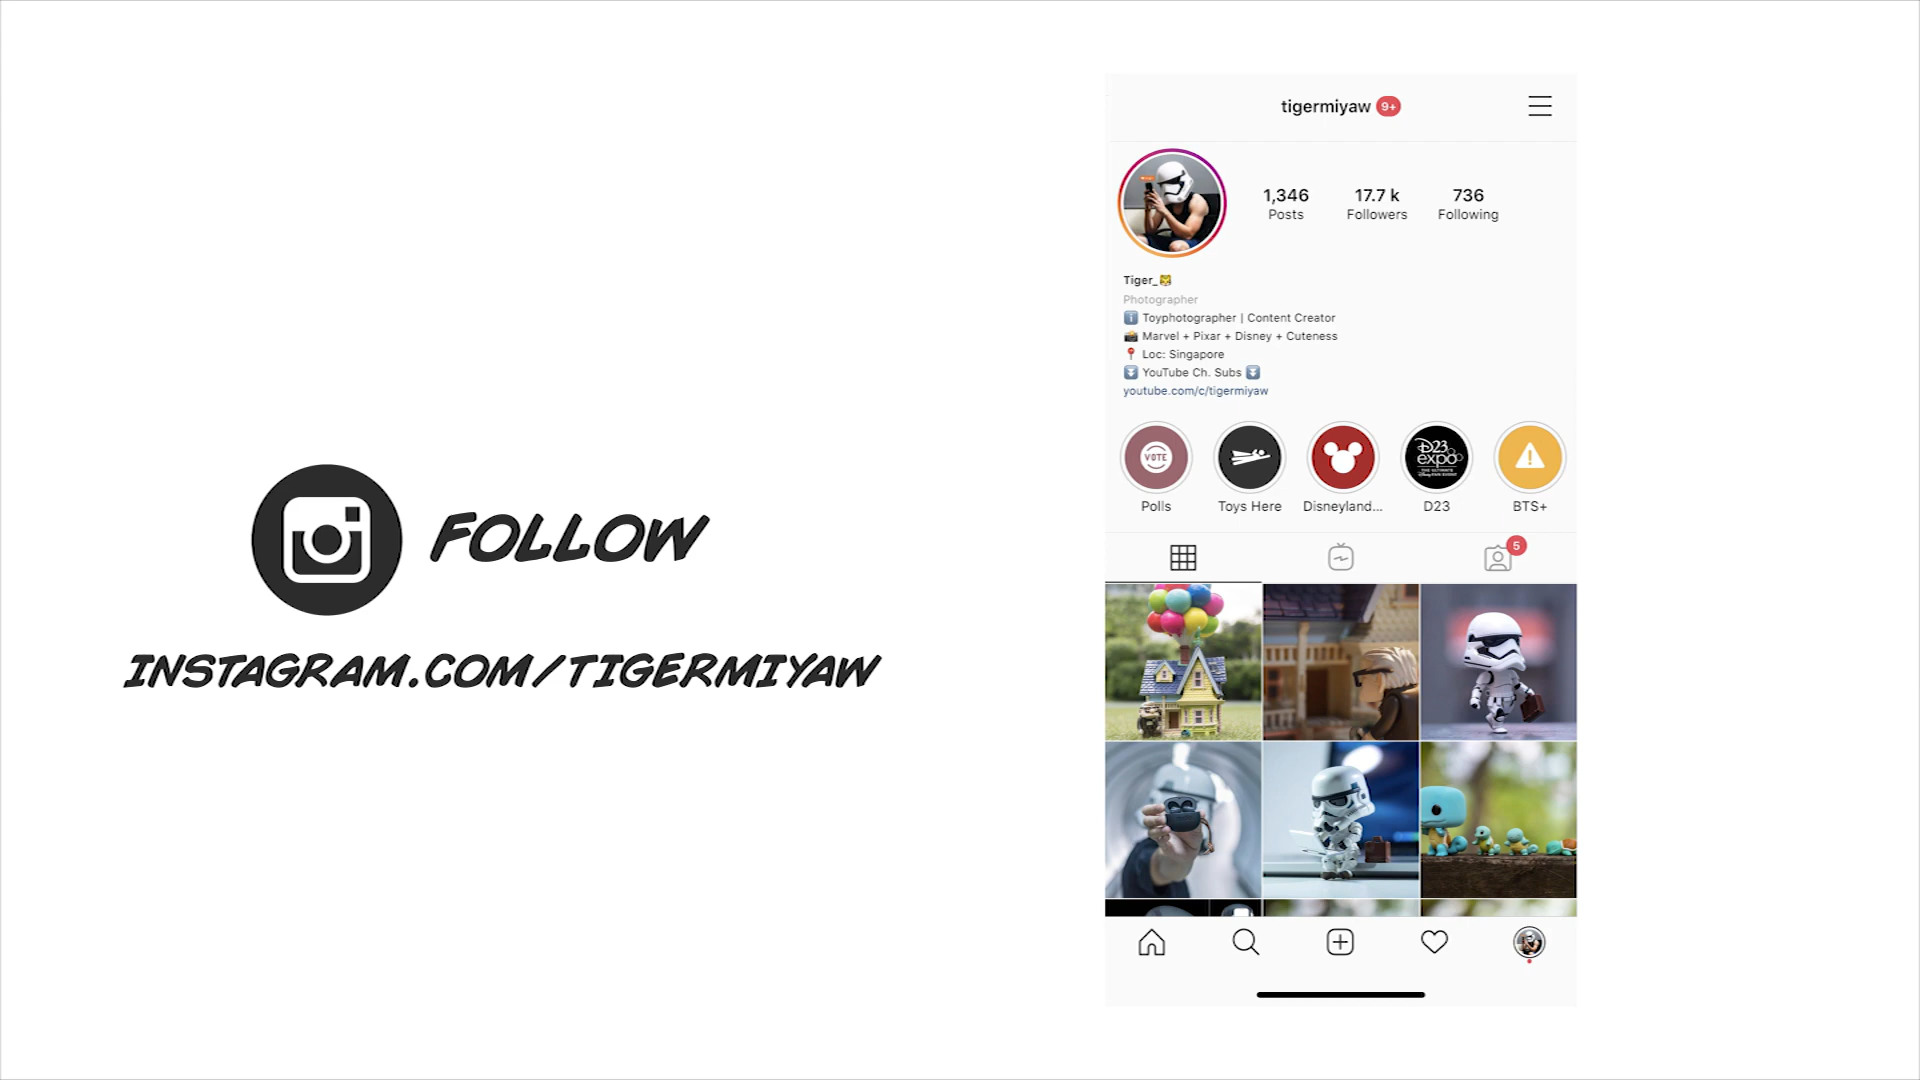 FOLLOW
INSTAGRAM.COM/TIGERMIYAW
tigermiyaw 9+
1,346 17.7 k 736
Posts Followers Following
Tiger_🐯
Photographer
ℹ️ Toyphotographer | Content Creator
📸 Marvel + Pixar + Disney + Cuteness
📍 Loc: Singapore
⏬ YouTube Ch. Subs ⏬
youtube.com/c/tigermiyaw
VOTE
D23
expo
Polls Toys Here Disneyland... D23 BTS+
5